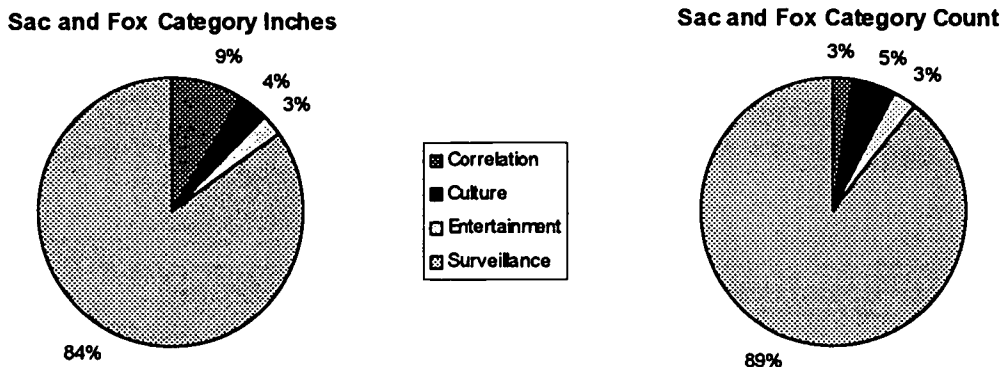 Sac and Fox Category Inches
9%
4%
3%
84%
Correlation
Culture
Entertainment
Surveillance
Sac and Fox Category Count
3%
5%
3%
89%